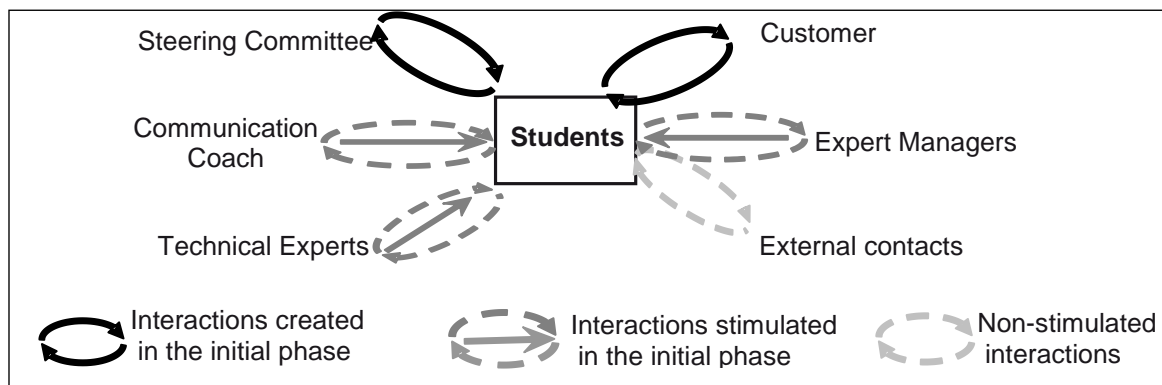 Steering Committee
Customer
Communication
Coach
Students
Expert Managers
Technical Experts
External contacts
Interactions created
in the initial phase
Interactions stimulated
in the initial phase
Non-stimulated
interactions